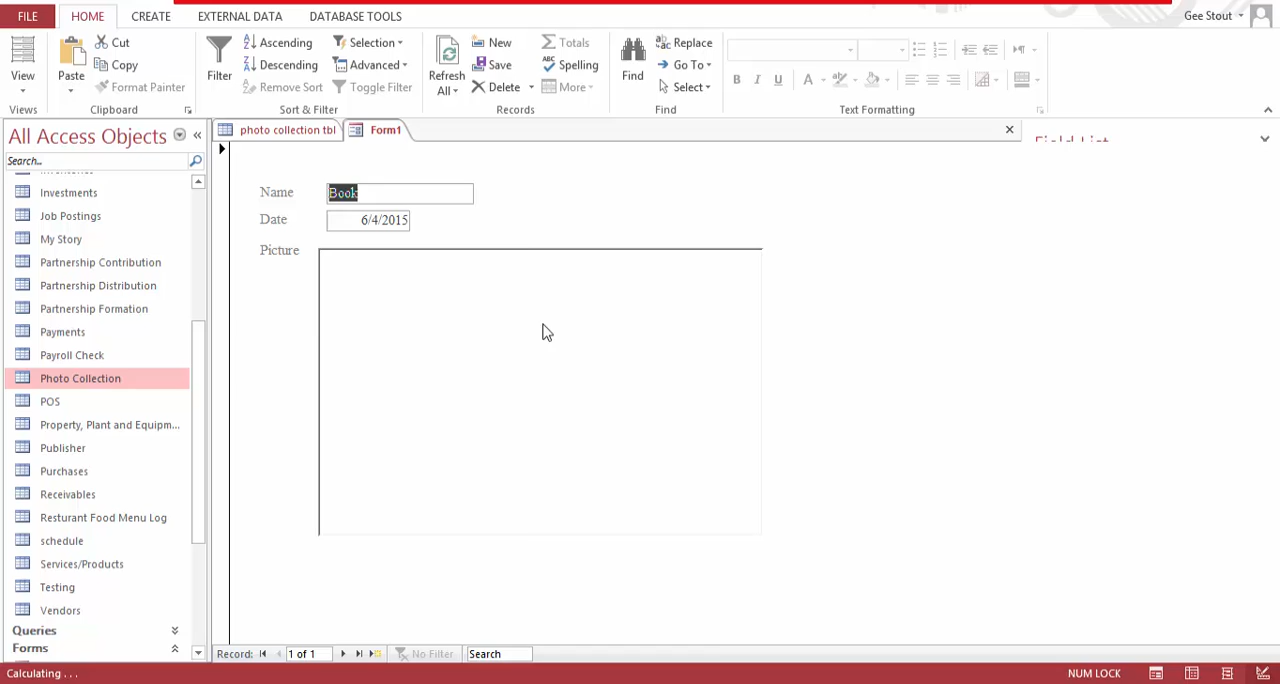 FILE HOME CREATE EXTERNAL DATA DATABASE TOOLS Gee Stout
View Views
Paste Cut Copy Format Painter Clipboard
Filter Ascending Descending Remove Sort Selection Advanced Toggle Filter Sort & Filter
Refresh All New Save Delete Totals Spelling More Records
Find Replace Go To Select Find
B I U A Text Formatting
All Access Objects
Search...
Investments
Job Postings
My Story
Partnership Contribution
Partnership Distribution
Partnership Formation
Payments
Payroll Check
Photo Collection
POS
Property, Plant and Equipm...
Publisher
Purchases
Receivables
Resturant Food Menu Log
schedule
Services/Products
Testing
Vendors
Queries
Forms
photo collection tbl Form1
Field List
Name Book
Date 6/4/2015
Picture
Record: 1 of 1 No Filter Search
Calculating . . . NUM LOCK